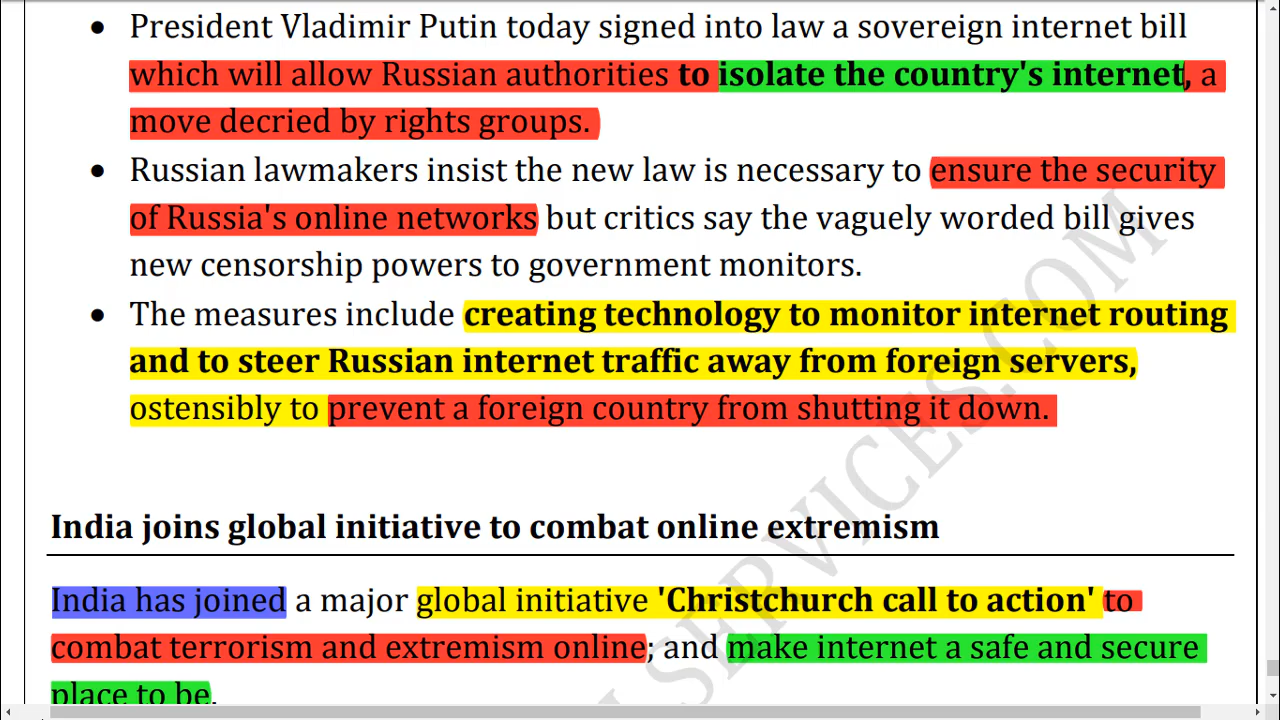 • President Vladimir Putin today signed into law a sovereign internet bill
which will allow Russian authorities to isolate the country's internet, a
move decried by rights groups.
• Russian lawmakers insist the new law is necessary to ensure the security
of Russia's online networks but critics say the vaguely worded bill gives
new censorship powers to government monitors.
• The measures include creating technology to monitor internet routing
and to steer Russian internet traffic away from foreign servers,
ostensibly to prevent a foreign country from shutting it down.
India joins global initiative to combat online extremism
India has joined a major global initiative 'Christchurch call to action' to
combat terrorism and extremism online; and make internet a safe and secure
place to be.
SERVICES.COM